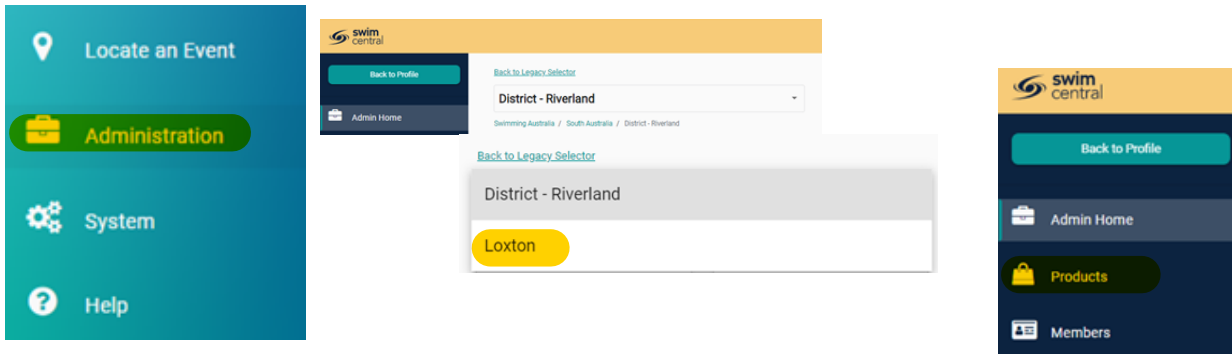 Locate an Event
Administration
System
Help
swim
central
Back to Profile
Admin Home
Back to Legacy Selector
District - Riverland
Swimming Australia / South Australia / District - Riverland
Back to Legacy Selector
District - Riverland
Loxton
swim
central
Back to Profile
Admin Home
Products
Members